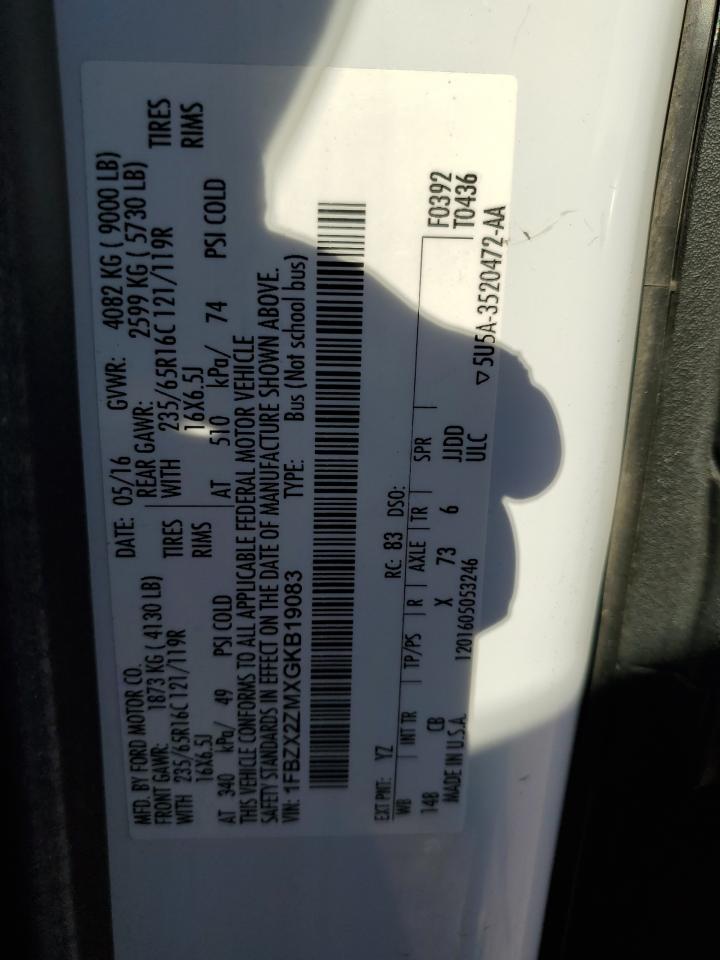 MFD. BY FORD MOTOR CO. DATE: 05/16 GVWR: 4082 KG ( 9000 LB)
FRONT GAWR: 1873 KG ( 4130 LB) REAR GAWR: 2599 KG ( 5730 LB)
WITH 235/65R16C 121/119R TIRES WITH 235/65R16C 121/119R TIRES
16X6.5J RIMS 16X6.5J RIMS
AT 340 kPa/ 49 PSI COLD AT 510 kPa/ 74 PSI COLD
THIS VEHICLE CONFORMS TO ALL APPLICABLE FEDERAL MOTOR VEHICLE
SAFETY STANDARDS IN EFFECT ON THE DATE OF MANUFACTURE SHOWN ABOVE.
VIN: 1FBZX2ZMXGKB19083 TYPE: Bus (Not school bus)
EXT PNT: YZ RC: 83 DSO: F0392
WB INT TR TP/PS R AXLE TR SPR T0436
148 CB X 73 6 JJDD
MADE IN U.S.A. 1201605053246 ULC
▽5U5A-3520472-AA